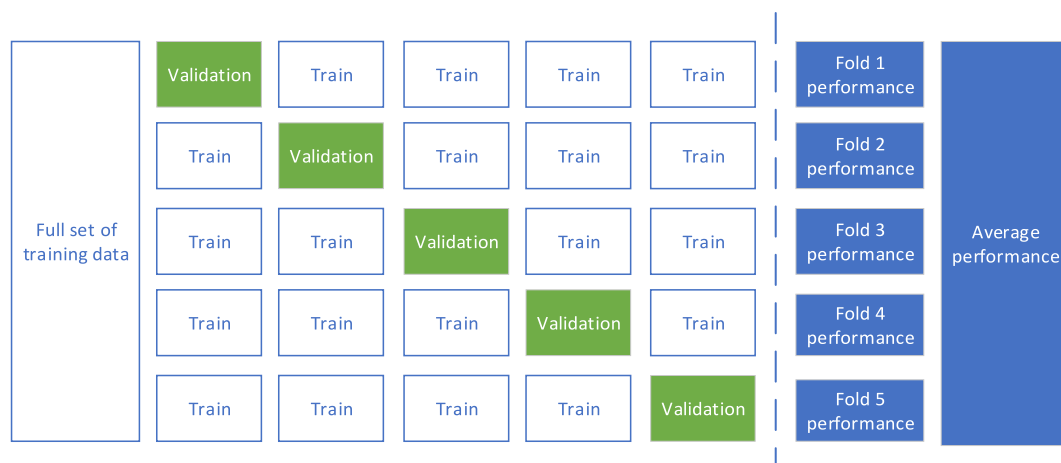 Full set of
training data
Validation
Train
Train
Train
Train
Fold 1
performance
Train
Validation
Train
Train
Train
Fold 2
performance
Train
Train
Validation
Train
Train
Fold 3
performance
Average
performance
Train
Train
Train
Validation
Train
Fold 4
performance
Train
Train
Train
Train
Validation
Fold 5
performance